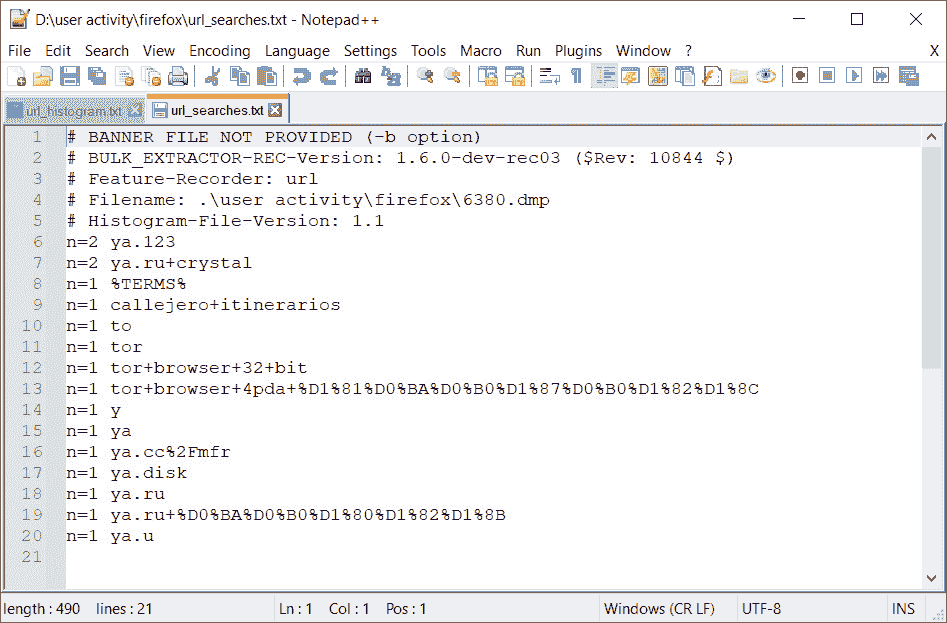 D:\user activity\firefox\url_searches.txt - Notepad++
File Edit Search View Encoding Language Settings Tools Macro Run Plugins Window ? X
url_histogram.txt url_searches.txt
1 # BANNER FILE NOT PROVIDED (-b option)
2 # BULK_EXTRACTOR-REC-Version: 1.6.0-dev-rec03 ($Rev: 10844 $)
3 # Feature-Recorder: url
4 # Filename: .\user activity\firefox\6380.dmp
5 # Histogram-File-Version: 1.1
6 n=2 ya.123
7 n=2 ya.ru+crystal
8 n=1 %TERMS%
9 n=1 callejero+itinerarios
10 n=1 to
11 n=1 tor
12 n=1 tor+browser+32+bit
13 n=1 tor+browser+4pda+%D1%81%D0%BA%D0%B0%D1%87%D0%B0%D1%82%D1%8C
14 n=1 y
15 n=1 ya
16 n=1 ya.cc%2Fmfr
17 n=1 ya.disk
18 n=1 ya.ru
19 n=1 ya.ru+%D0%BA%D0%B0%D1%80%D1%82%D1%8B
20 n=1 ya.u
21
length : 490 lines : 21 Ln : 1 Col : 1 Pos : 1 Windows (CR LF) UTF-8 INS